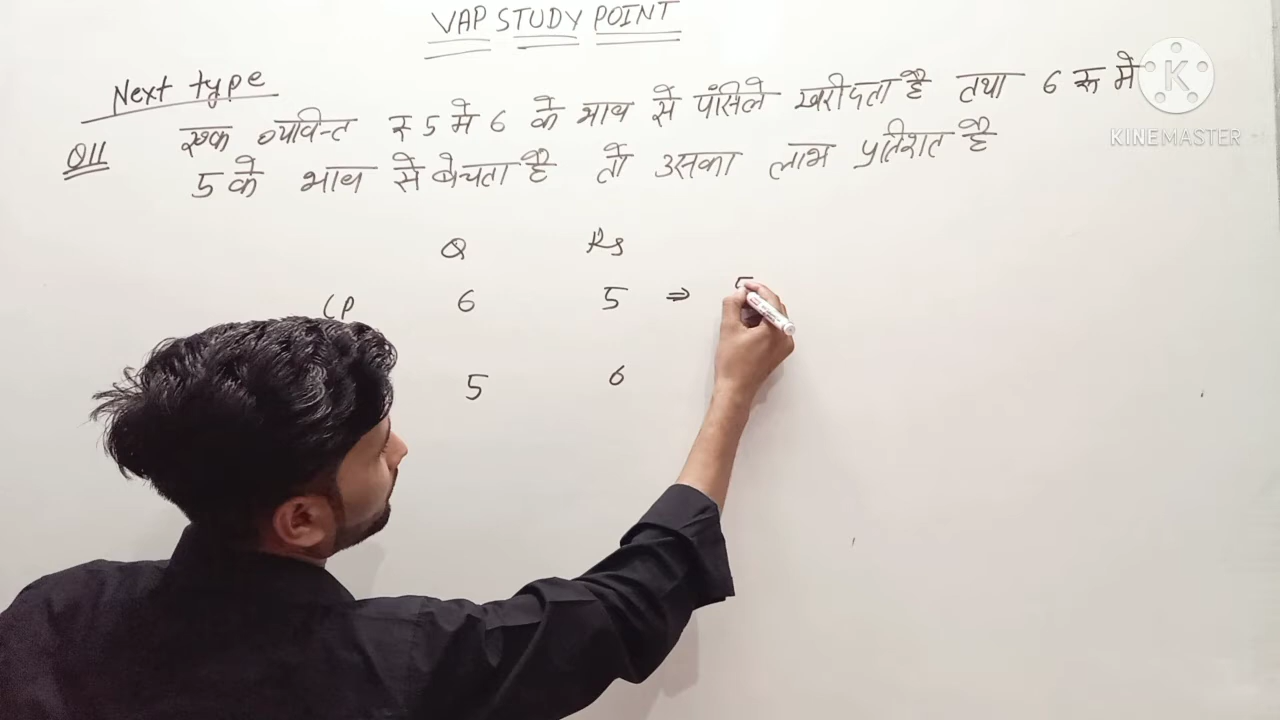 VAP STUDY POINT
Next type
Q11 एक व्यक्ति ₹ 5 मे 6 के भाव से पेंसिले खरीदता है तथा 6 रू मे
5 के भाव से बेचता है तो उसका लाभ प्रतिशत है
Q Rs
CP 6 5 ⇒ 5
5 6
K
KINEMASTER